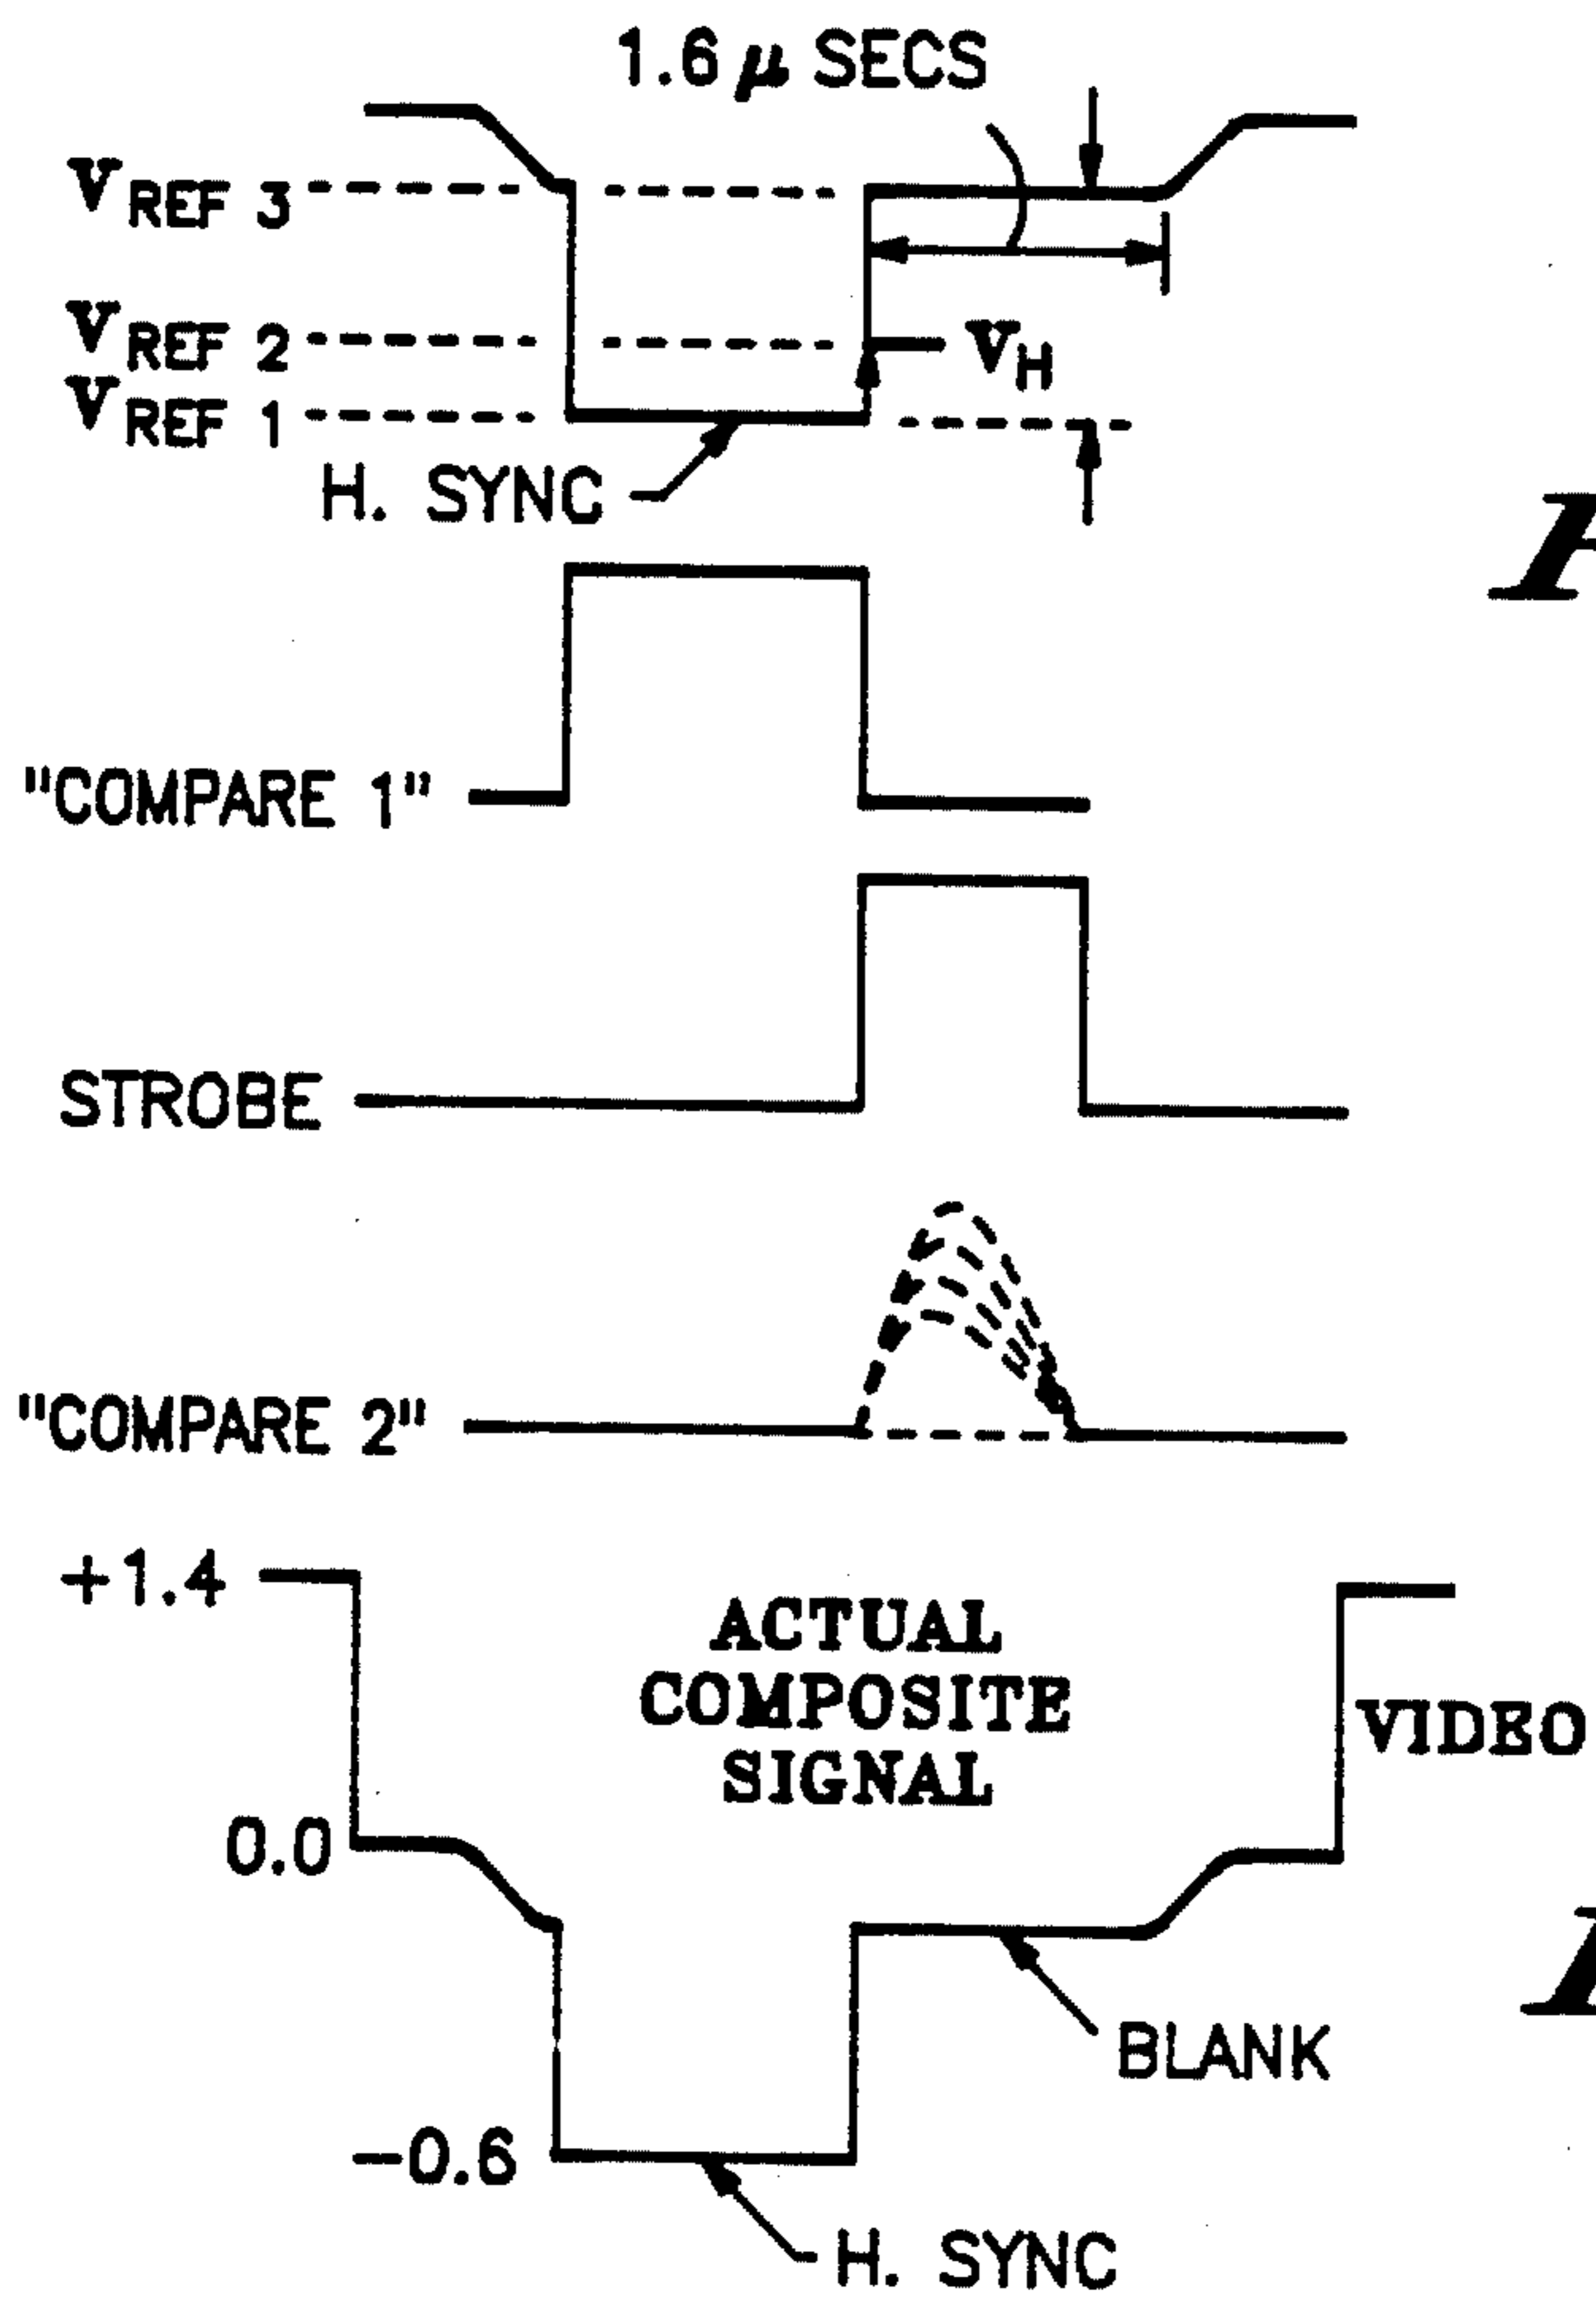 1.6 μ SECS
VREF 3
VREF 2
VH
VREF 1
H. SYNC
"COMPARE 1"
STROBE
"COMPARE 2"
+1.4
ACTUAL
COMPOSITE
SIGNAL
VIDEO
0.0
BLANK
-0.6
H. SYNC